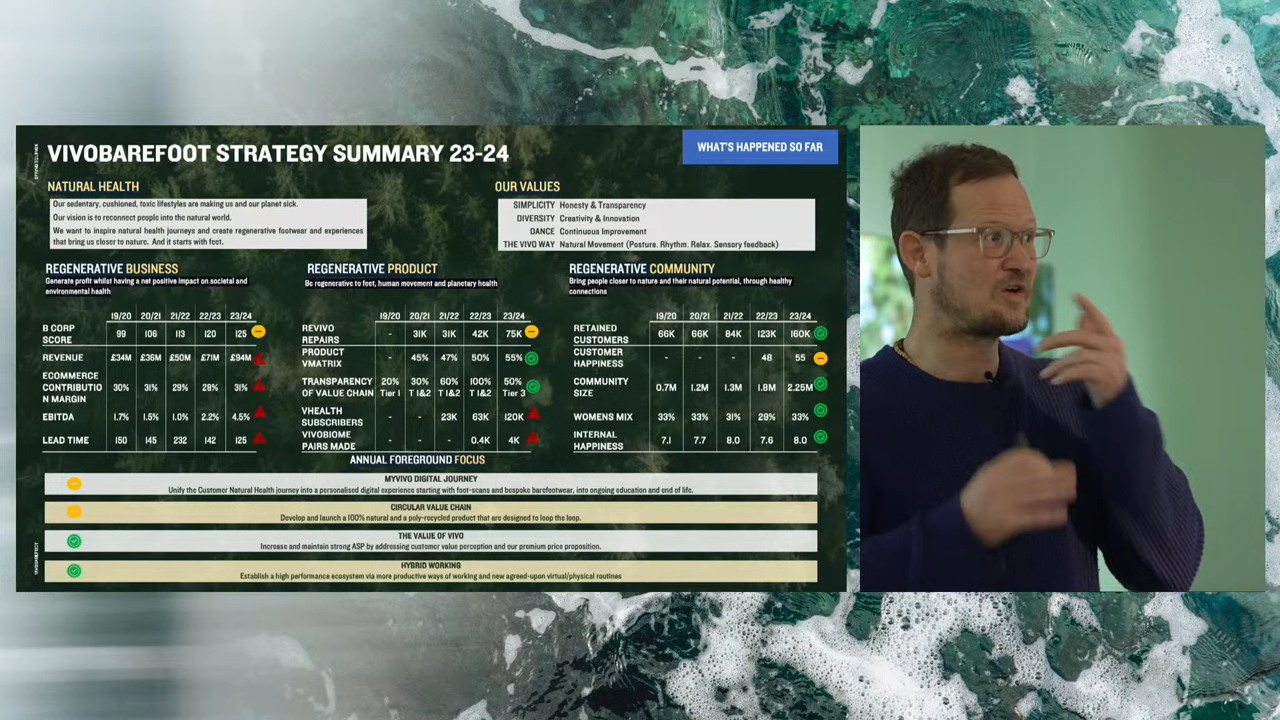 VIVOBAREFOOT STRATEGY SUMMARY 23-24
WHAT'S HAPPENED SO FAR
NATURAL HEALTH
Our sedentary, cushioned, toxic lifestyles are making us and our planet sick.
Our vision is to reconnect people into the natural world.
We want to inspire natural health journeys and create regenerative footwear and experiences
that bring us closer to nature. And it starts with feet.
OUR VALUES
SIMPLICITY Honesty & Transparency
DIVERSITY Creativity & Innovation
DANCE Continuous Improvement
THE VIVO WAY Natural Movement (Posture. Rhythm. Relax. Sensory feedback)
REGENERATIVE BUSINESS
Generate profit whilst having a net positive impact on societal and
environmental health
19/20 20/21 21/22 22/23 23/24
B CORP
SCORE 99 106 113 120 125
REVENUE £34M £36M £50M £71M £94M
ECOMMERCE
CONTRIBUTIO
N MARGIN 30% 31% 29% 28% 31%
EBITDA 1.7% 1.5% 1.0% 2.2% 4.5%
LEAD TIME 150 145 232 142 125
REGENERATIVE PRODUCT
Be regenerative to feet, human movement and planetary health
19/20 20/21 21/22 22/23 23/24
REVIVO
REPAIRS - 31K 31K 42K 75K
PRODUCT
VMATRIX - 45% 47% 50% 55%
TRANSPARENCY 20% 30% 60% 100% 50%
OF VALUE CHAIN Tier 1 T 1&2 T 1&2 T 1&2 Tier 3
VHEALTH
SUBSCRIBERS - - 23K 63K 120K
VIVOBIOME
PAIRS MADE - - - 0.4K 4K
REGENERATIVE COMMUNITY
Bring people closer to nature and their natural potential, through healthy
connections
19/20 20/21 21/22 22/23 23/24
RETAINED
CUSTOMERS 66K 66K 84K 123K 160K
CUSTOMER
HAPPINESS - - - 48 55
COMMUNITY
SIZE 0.7M 1.2M 1.3M 1.8M 2.25M
WOMENS MIX 33% 33% 31% 29% 33%
INTERNAL
HAPPINESS 7.1 7.7 8.0 7.6 8.0
ANNUAL FOREGROUND FOCUS
MYVIVO DIGITAL JOURNEY
Unify the Customer Natural Health journey into a personalised digital experience starting with foot-scans and bespoke barefootwear, into ongoing education and end of life.
CIRCULAR VALUE CHAIN
Develop and launch a 100% natural and a poly-recycled product that are designed to loop the loop.
THE VALUE OF VIVO
Increase and maintain strong ASP by addressing customer value perception and our premium price proposition.
HYBRID WORKING
Establish a high performance ecosystem via more productive ways of working and new agreed-upon virtual/physical routines
VIVOBAREFOOT